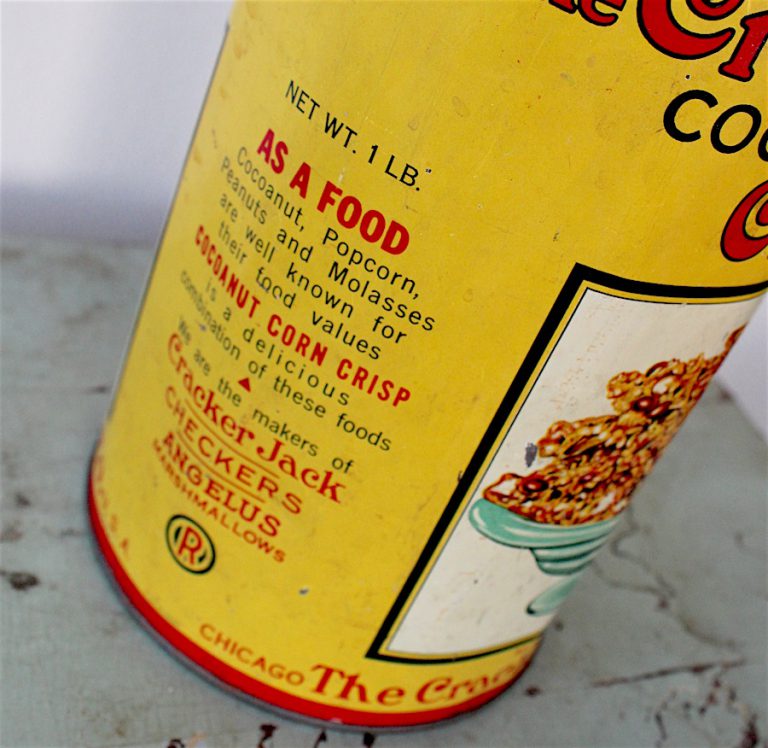 NET WT. 1 LB.
AS A FOOD
Cocoanut, Popcorn,
Peanuts and Molasses
are well known for
their food values
COCOANUT CORN CRISP
is a delicious
combination of these foods
We are the makers of
Cracker Jack
CHECKERS
ANGELUS
MARSHMALLOWS
R
U.S.A.
CHICAGO The